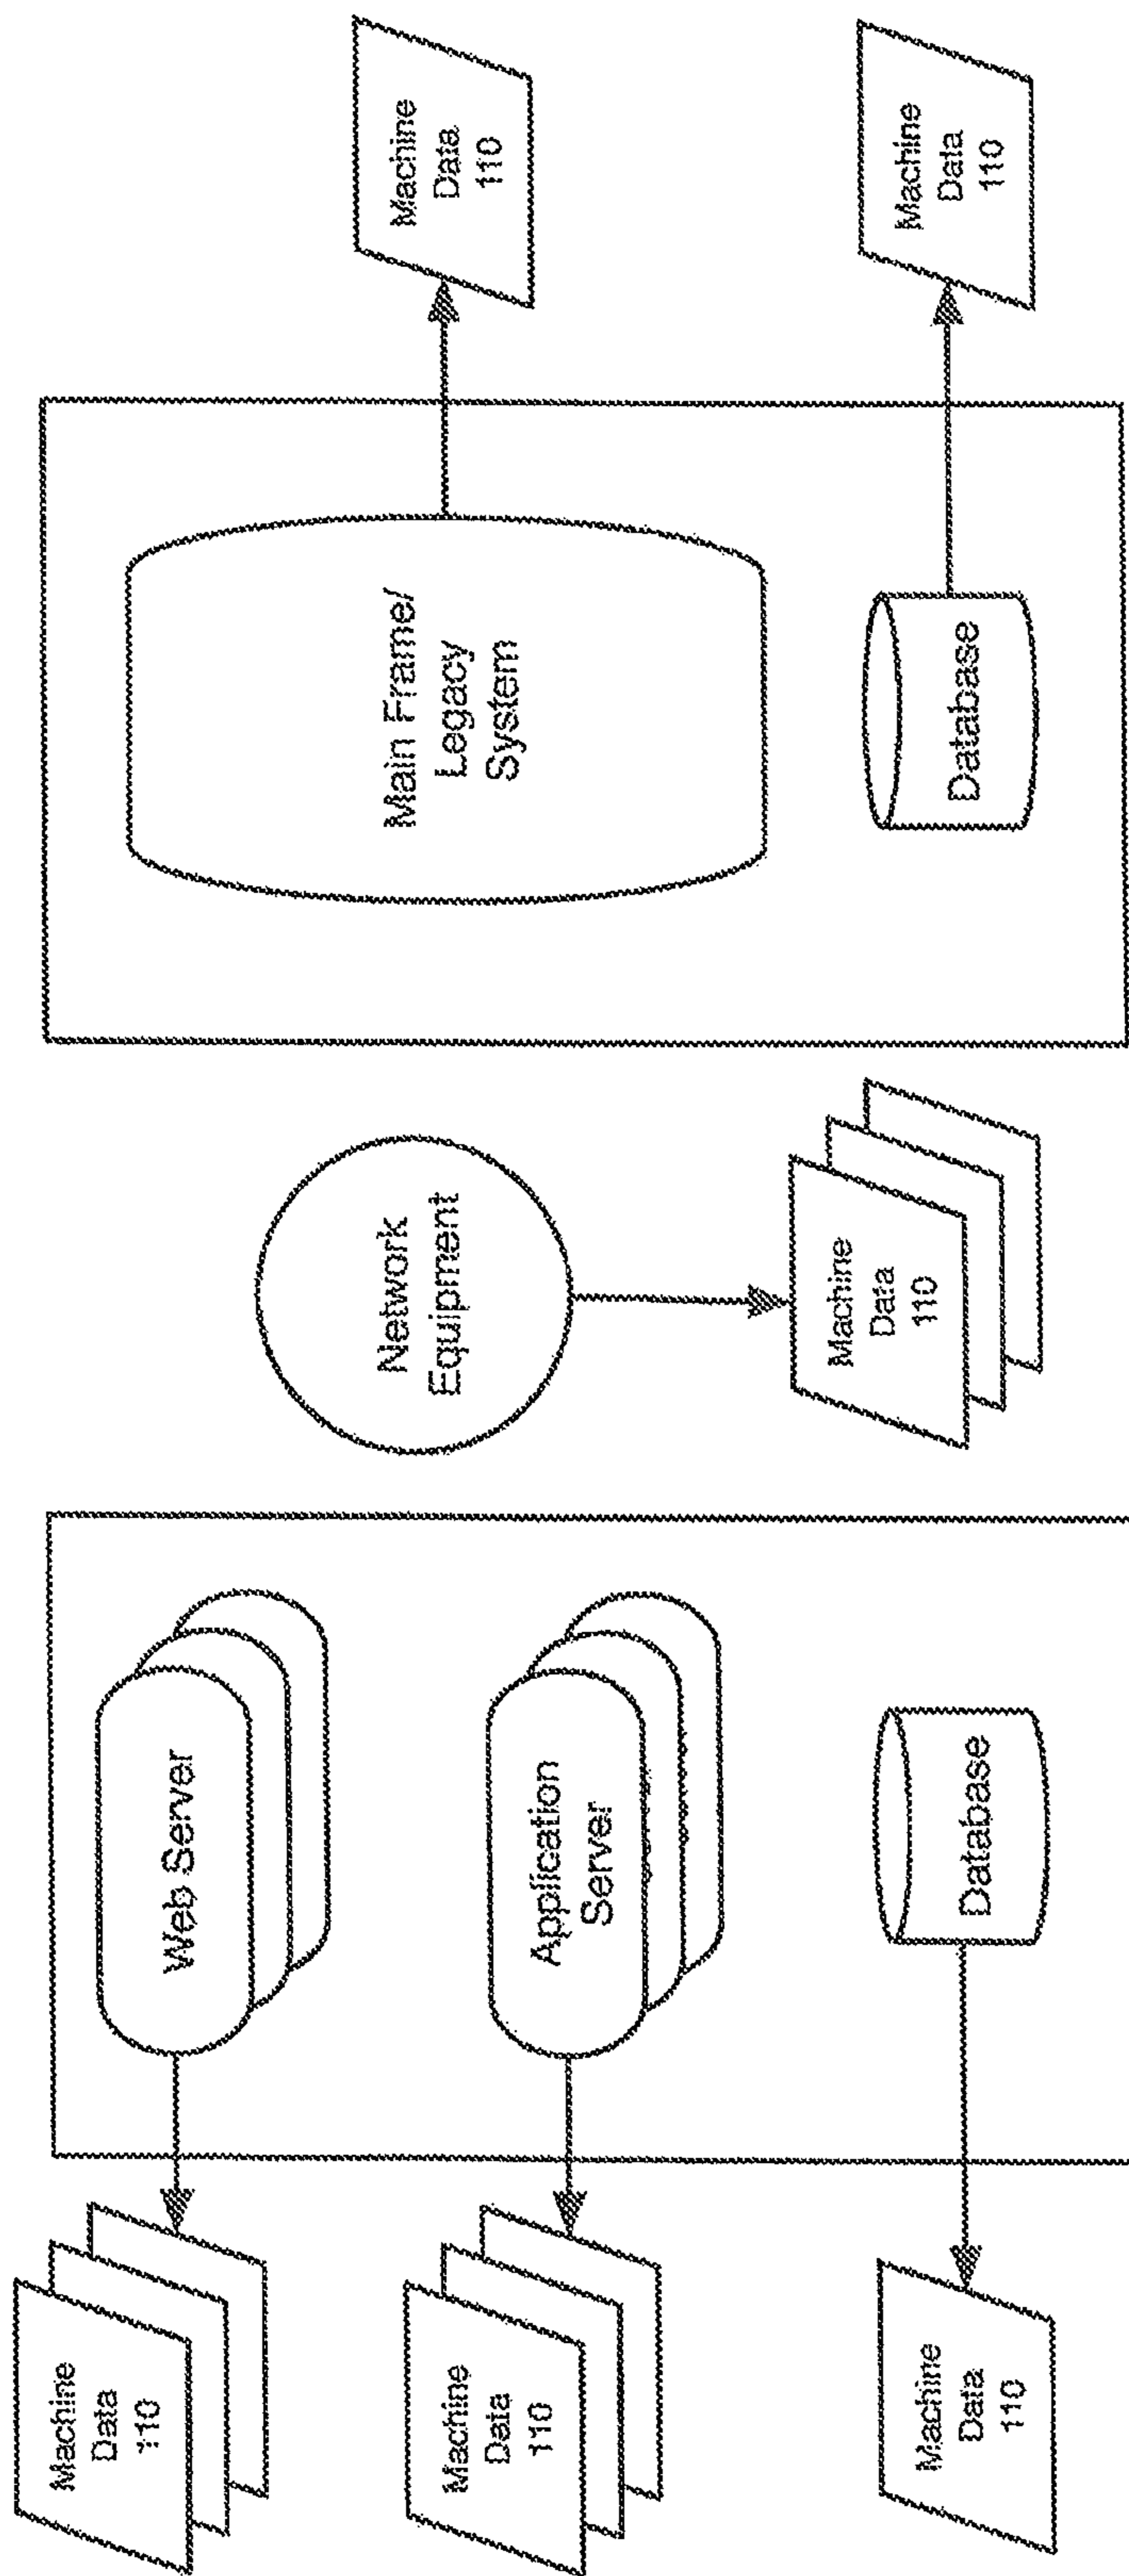 Machine
Data
110
Web Server
Machine
Data
110
Application
Server
Machine
Data
110
Database
Network
Equipment
Machine
Data
110
Main Frame/
Legacy
System
Machine
Data
110
Database
Machine
Data
110